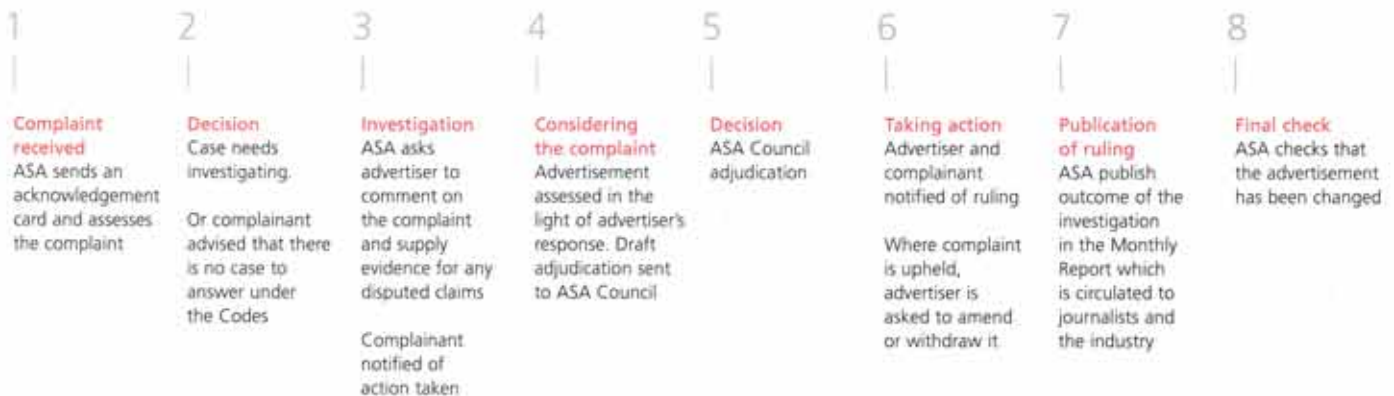 1
Complaint
received
ASA sends an
acknowledgement
card and assesses
the complaint
2
Decision
Case needs
investigating.
Or complainant
advised that there
is no case to
answer under
the Codes
3
Investigation
ASA asks
advertiser to
comment on
the complaint
and supply
evidence for any
disputed claims
Complainant
notified of
action taken
4
Considering
the complaint
Advertisement
assessed in the
light of advertiser's
response. Draft
adjudication sent
to ASA Council
5
Decision
ASA Council
adjudication
6
Taking action
Advertiser and
complainant
notified of ruling
Where complaint
is upheld,
advertiser is
asked to amend
or withdraw it
7
Publication
of ruling
ASA publish
outcome of the
investigation
in the Monthly
Report which
is circulated to
journalists and
the industry
8
Final check
ASA checks that
the advertisement
has been changed